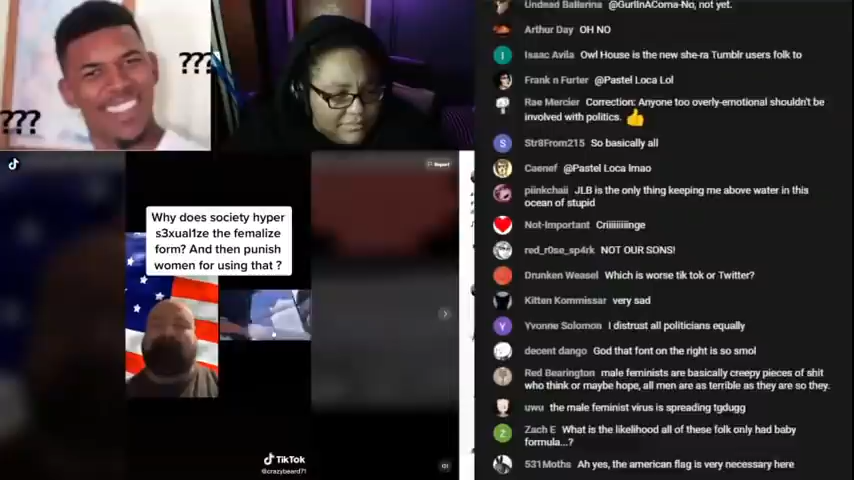 ???
???
Report
Why does society hyper
s3xual1ze the femalize
form? And then punish
women for using that ?
TikTok
@crazybeard71
Undead Ballerina @GurlInAComa-No, not yet.
Arthur Day OH NO
Isaac Avila Owl House is the new she-ra Tumblr users folk to
Frank n Furter @Pastel Loca Lol
Rae Mercier Correction: Anyone too overly-emotional shouldn't be
involved with politics. 👍
Str8From215 So basically all
Caenef @Pastel Loca lmao
piinkchaii JLB is the only thing keeping me above water in this
ocean of stupid
Not-Important Criiiiiiiiinge
red_r0se_sp4rk NOT OUR SONS!
Drunken Weasel Which is worse tik tok or Twitter?
Kitten Kommissar very sad
Yvonne Solomon I distrust all politicians equally
decent dango God that font on the right is so smol
Red Bearington male feminists are basically creepy pieces of shit
who think or maybe hope, all men are as terrible as they are so they.
uwu the male feminist virus is spreading tgdugg
Zach E What is the likelihood all of these folk only had baby
formula...?
531Moths Ah yes, the american flag is very necessary here